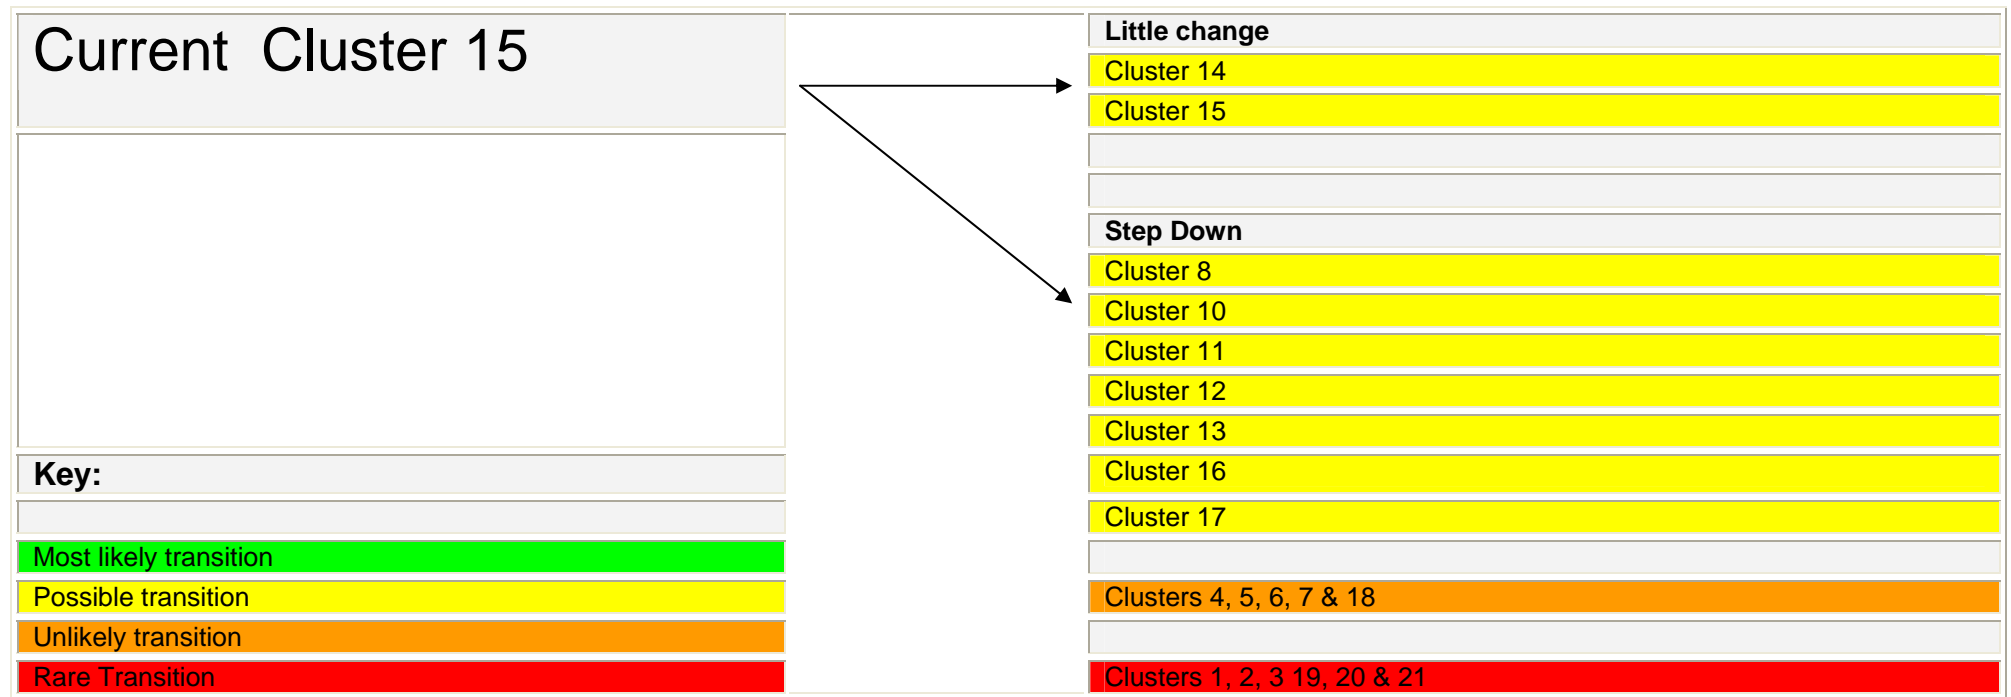 Current Cluster 15
Key:
Most likely transition
Possible transition
Unlikely transition
Rare Transition
Little change
Cluster 14
Cluster 15
Step Down
Cluster 8
Cluster 10
Cluster 11
Cluster 12
Cluster 13
Cluster 16
Cluster 17
Clusters 4, 5, 6, 7 & 18
Clusters 1, 2, 3 19, 20 & 21